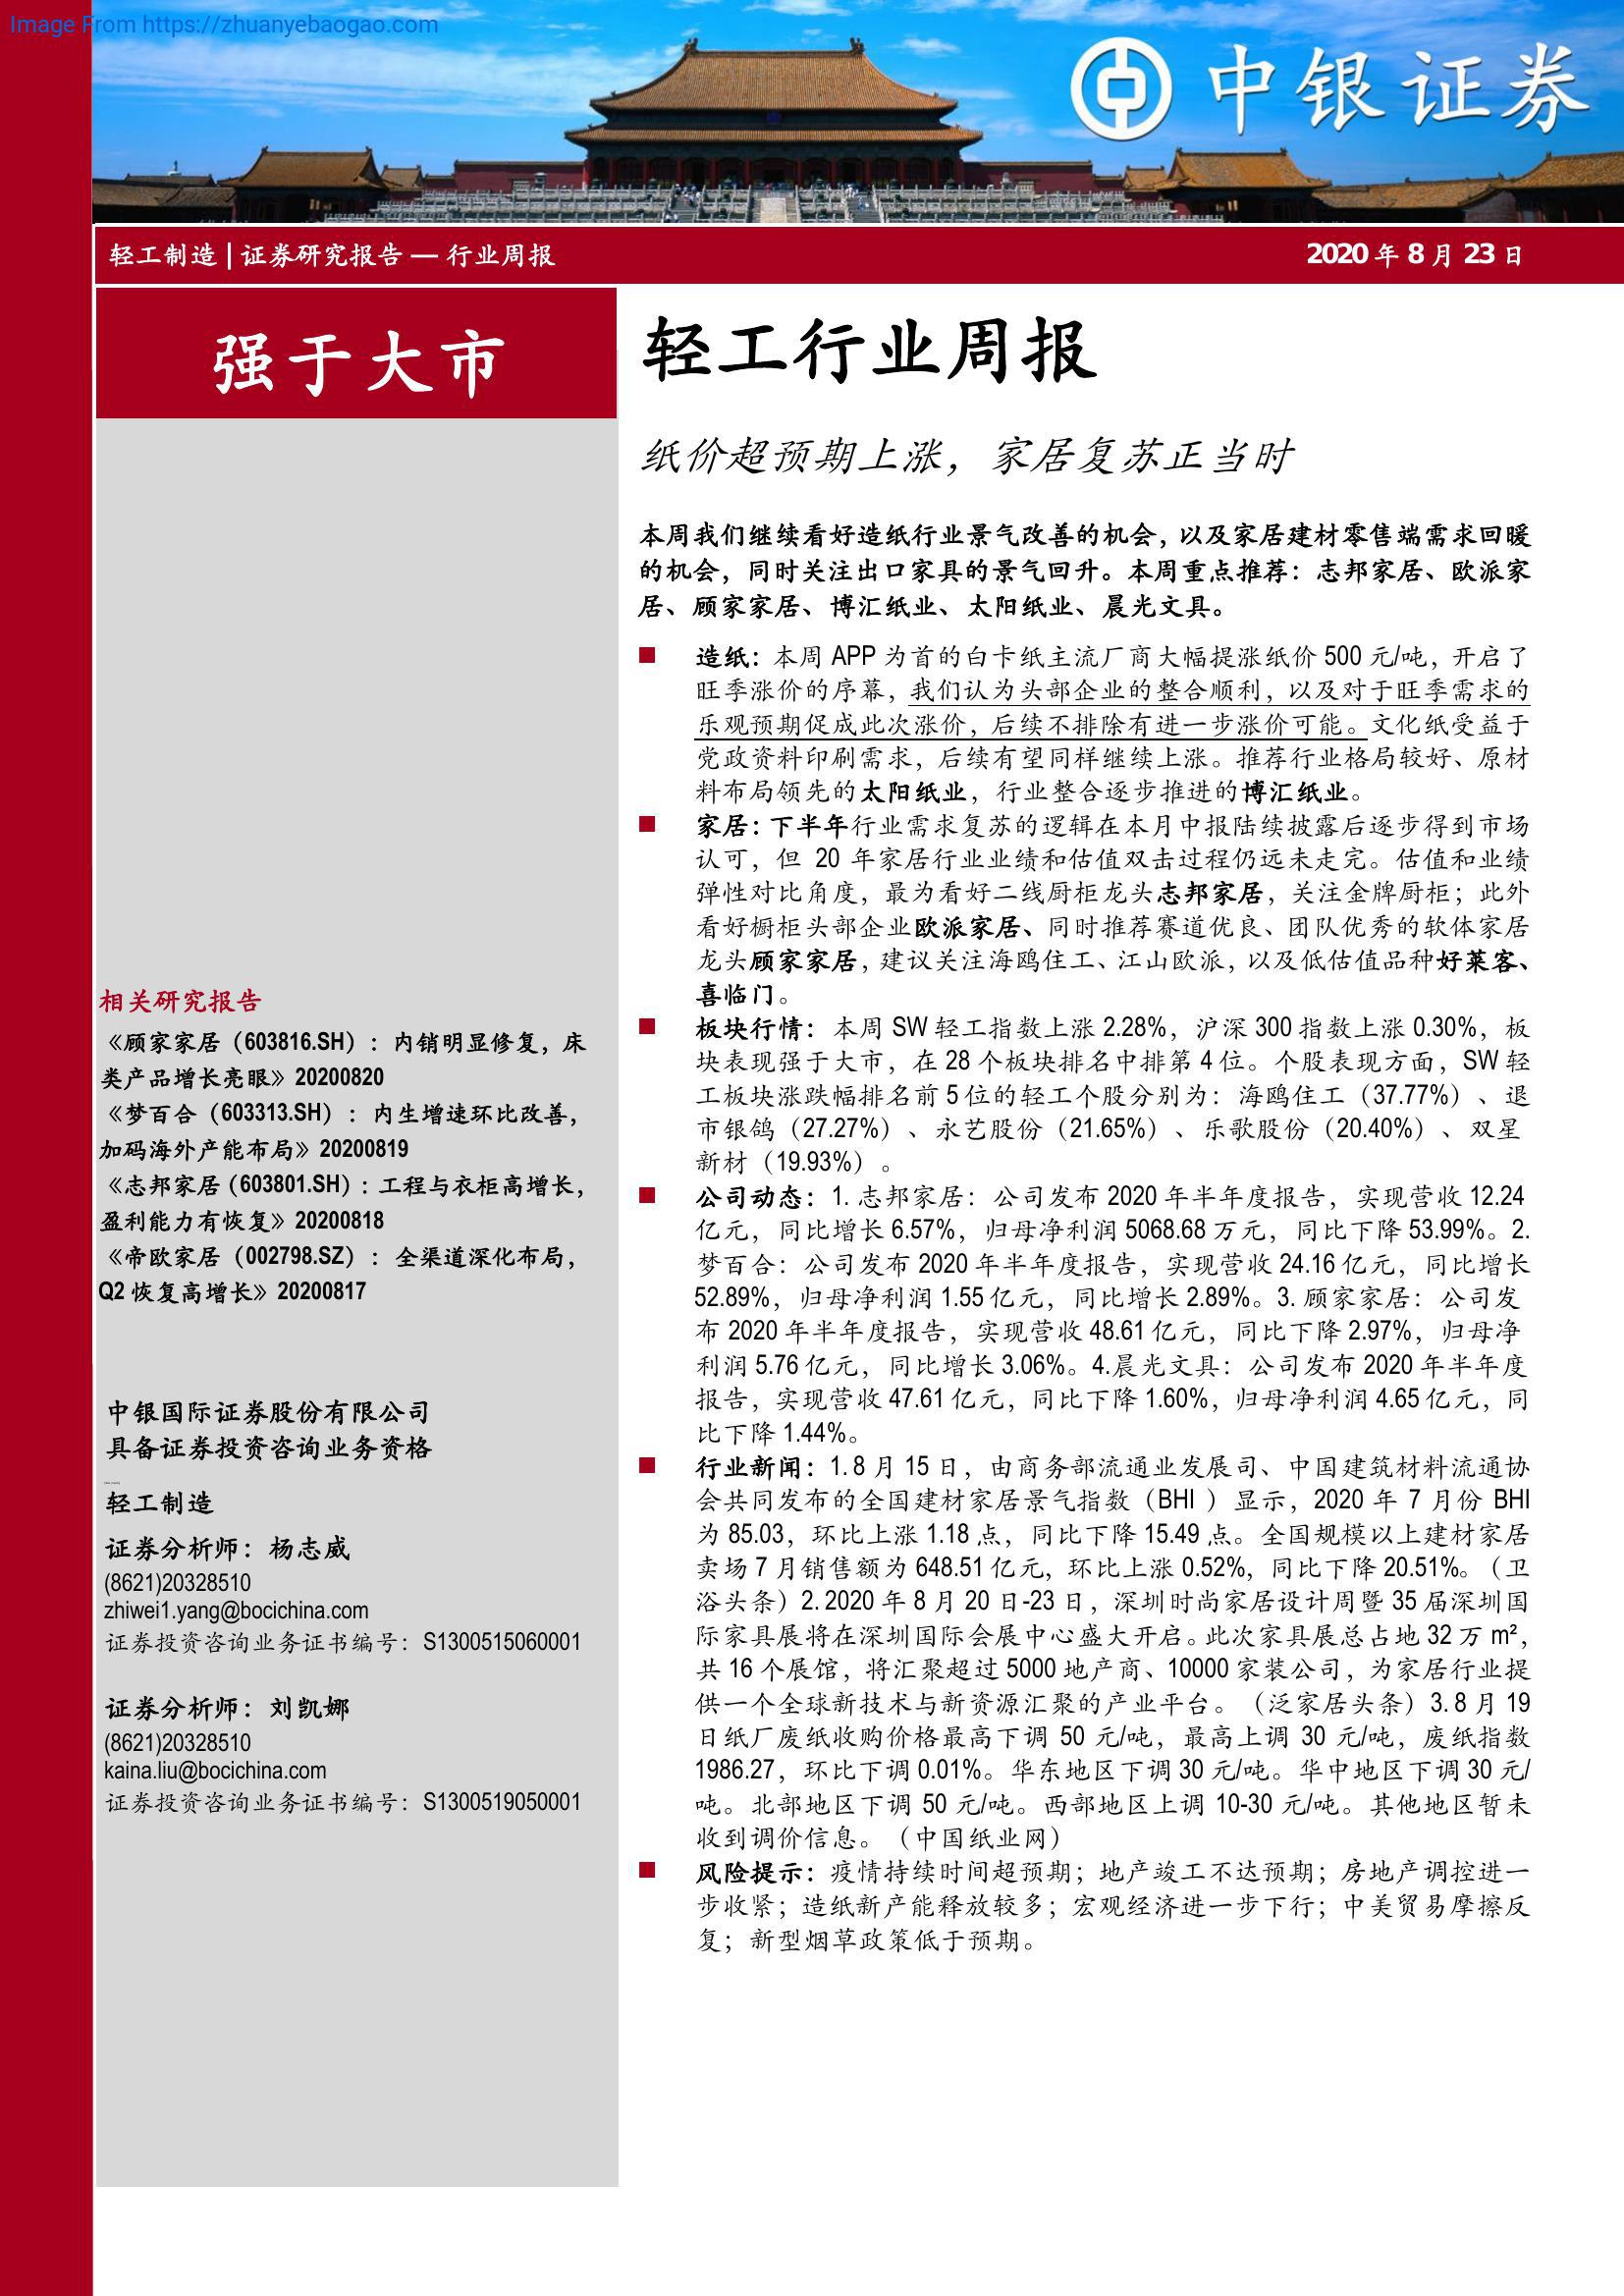 Image From https://zhuanyebaogao.com
中银证券
轻工制造 | 证券研究报告 — 行业周报
2020 年 8 月 23 日
强于大市
相关研究报告
《顾家家居（603816.SH）：内销明显修复，床
类产品增长亮眼》20200820
《梦百合（603313.SH）：内生增速环比改善，
加码海外产能布局》20200819
《志邦家居（603801.SH）：工程与衣柜高增长，
盈利能力有恢复》20200818
《帝欧家居（002798.SZ）：全渠道深化布局，
Q2 恢复高增长》20200817
中银国际证券股份有限公司
具备证券投资咨询业务资格
轻工制造
证券分析师：杨志威
(8621)20328510
zhiwei1.yang@bocichina.com
证券投资咨询业务证书编号：S1300515060001
证券分析师：刘凯娜
(8621)20328510
kaina.liu@bocichina.com
证券投资咨询业务证书编号：S1300519050001
轻工行业周报
纸价超预期上涨，家居复苏正当时
本周我们继续看好造纸行业景气改善的机会，以及家居建材零售端需求回暖
的机会，同时关注出口家具的景气回升。本周重点推荐：志邦家居、欧派家
居、顾家家居、博汇纸业、太阳纸业、晨光文具。
造纸：本周 APP 为首的白卡纸主流厂商大幅提涨纸价 500 元/吨，开启了
旺季涨价的序幕，我们认为头部企业的整合顺利，以及对于旺季需求的
乐观预期促成此次涨价，后续不排除有进一步涨价可能。文化纸受益于
党政资料印刷需求，后续有望同样继续上涨。推荐行业格局较好、原材
料布局领先的太阳纸业，行业整合逐步推进的博汇纸业。
家居：下半年行业需求复苏的逻辑在本月中报陆续披露后逐步得到市场
认可，但 20 年家居行业业绩和估值双击过程仍远未走完。估值和业绩
弹性对比角度，最为看好二线厨柜龙头志邦家居，关注金牌厨柜；此外
看好橱柜头部企业欧派家居、同时推荐赛道优良、团队优秀的软体家居
龙头顾家家居，建议关注海鸥住工、江山欧派，以及低估值品种好莱客、
喜临门。
板块行情：本周 SW 轻工指数上涨 2.28%，沪深 300 指数上涨 0.30%，板
块表现强于大市，在 28 个板块排名中排第 4 位。个股表现方面，SW 轻
工板块涨跌幅排名前 5 位的轻工个股分别为：海鸥住工（37.77%）、退
市银鸽（27.27%）、永艺股份（21.65%）、乐歌股份（20.40%）、双星
新材（19.93%）。
公司动态：1. 志邦家居：公司发布 2020 年半年度报告，实现营收 12.24
亿元，同比增长 6.57%，归母净利润 5068.68 万元，同比下降 53.99%。2.
梦百合：公司发布 2020 年半年度报告，实现营收 24.16 亿元，同比增长
52.89%，归母净利润 1.55 亿元，同比增长 2.89%。3. 顾家家居：公司发
布 2020 年半年度报告，实现营收 48.61 亿元，同比下降 2.97%，归母净
利润 5.76 亿元，同比增长 3.06%。4.晨光文具：公司发布 2020 年半年度
报告，实现营收 47.61 亿元，同比下降 1.60%，归母净利润 4.65 亿元，同
比下降 1.44%。
行业新闻：1. 8 月 15 日，由商务部流通业发展司、中国建筑材料流通协
会共同发布的全国建材家居景气指数（BHI ）显示，2020 年 7 月份 BHI
为 85.03，环比上涨 1.18 点，同比下降 15.49 点。全国规模以上建材家居
卖场 7 月销售额为 648.51 亿元，环比上涨 0.52%，同比下降 20.51%。（卫
浴头条）2. 2020 年 8 月 20 日-23 日，深圳时尚家居设计周暨 35 届深圳国
际家具展将在深圳国际会展中心盛大开启。此次家具展总占地 32 万 m²，
共 16 个展馆，将汇聚超过 5000 地产商、10000 家装公司，为家居行业提
供一个全球新技术与新资源汇聚的产业平台。（泛家居头条）3. 8 月 19
日纸厂废纸收购价格最高下调 50 元/吨，最高上调 30 元/吨，废纸指数
1986.27，环比下调 0.01%。华东地区下调 30 元/吨。华中地区下调 30 元/
吨。北部地区下调 50 元/吨。西部地区上调 10-30 元/吨。其他地区暂未
收到调价信息。（中国纸业网）
风险提示：疫情持续时间超预期；地产竣工不达预期；房地产调控进一
步收紧；造纸新产能释放较多；宏观经济进一步下行；中美贸易摩擦反
复；新型烟草政策低于预期。